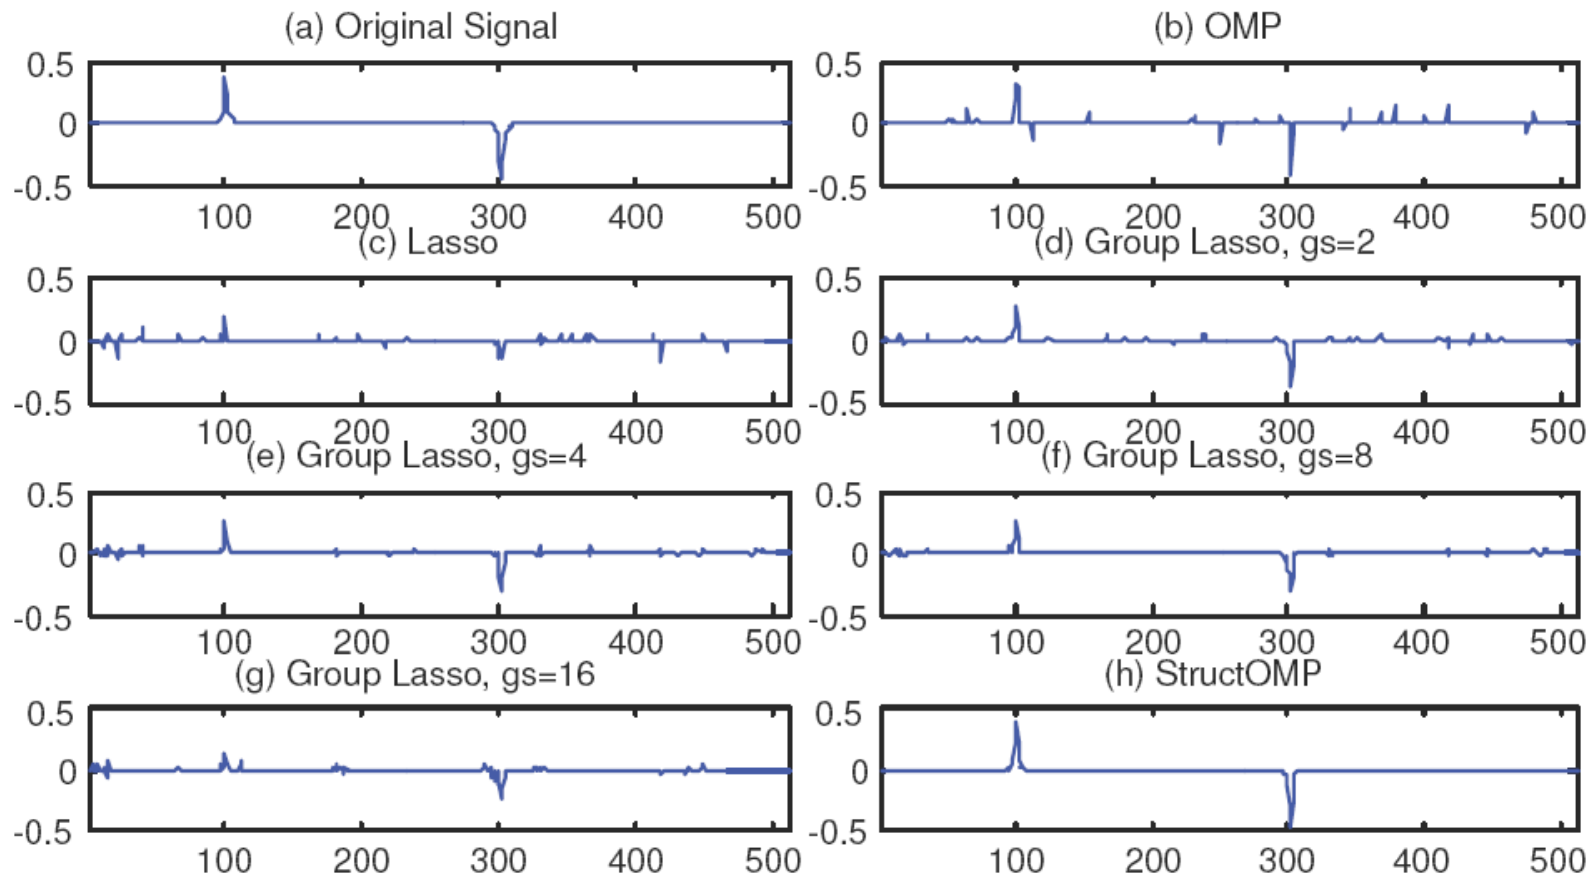 (a) Original Signal
(b) OMP
0.5
0
-0.5
100 200 300 400 500
0.5
0
-0.5
100 200 300 400 500
(c) Lasso
(d) Group Lasso, gs=2
0.5
0
-0.5
100 200 300 400 500
0.5
0
-0.5
100 200 300 400 500
(e) Group Lasso, gs=4
(f) Group Lasso, gs=8
0.5
0
-0.5
100 200 300 400 500
0.5
0
-0.5
100 200 300 400 500
(g) Group Lasso, gs=16
(h) StructOMP
0.5
0
-0.5
100 200 300 400 500
0.5
0
-0.5
100 200 300 400 500